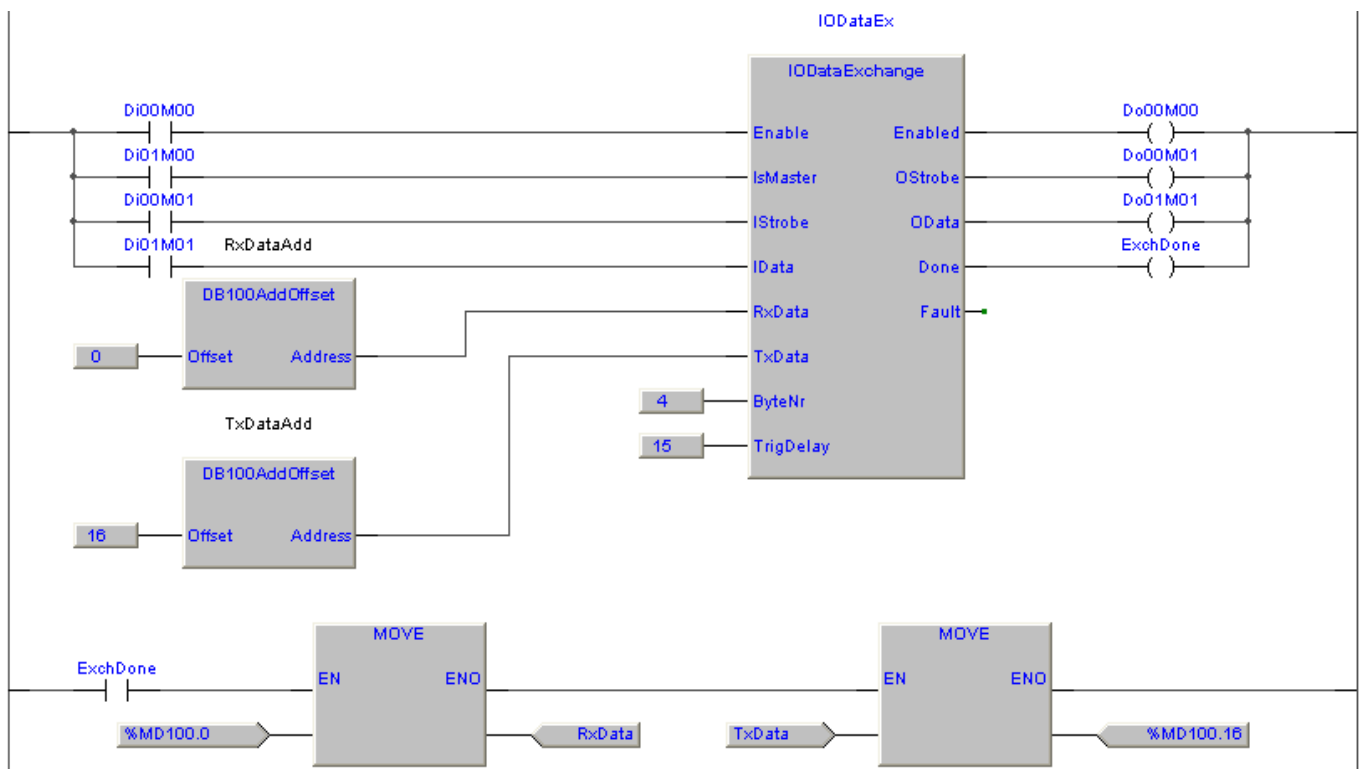 IODataEx
IODataExchange
Di00M00
Enable
Enabled
Do00M00
Di01M00
IsMaster
OStrobe
Do00M01
Di00M01
IStrobe
OData
Do01M01
Di01M01
RxDataAdd
IData
Done
ExchDone
DB100AddOffset
RxData
Fault
0
Offset
Address
TxData
4
ByteNr
TxDataAdd
15
TrigDelay
DB100AddOffset
16
Offset
Address
MOVE
MOVE
ExchDone
EN
ENO
EN
ENO
%MD100.0
RxData
TxData
%MD100.16